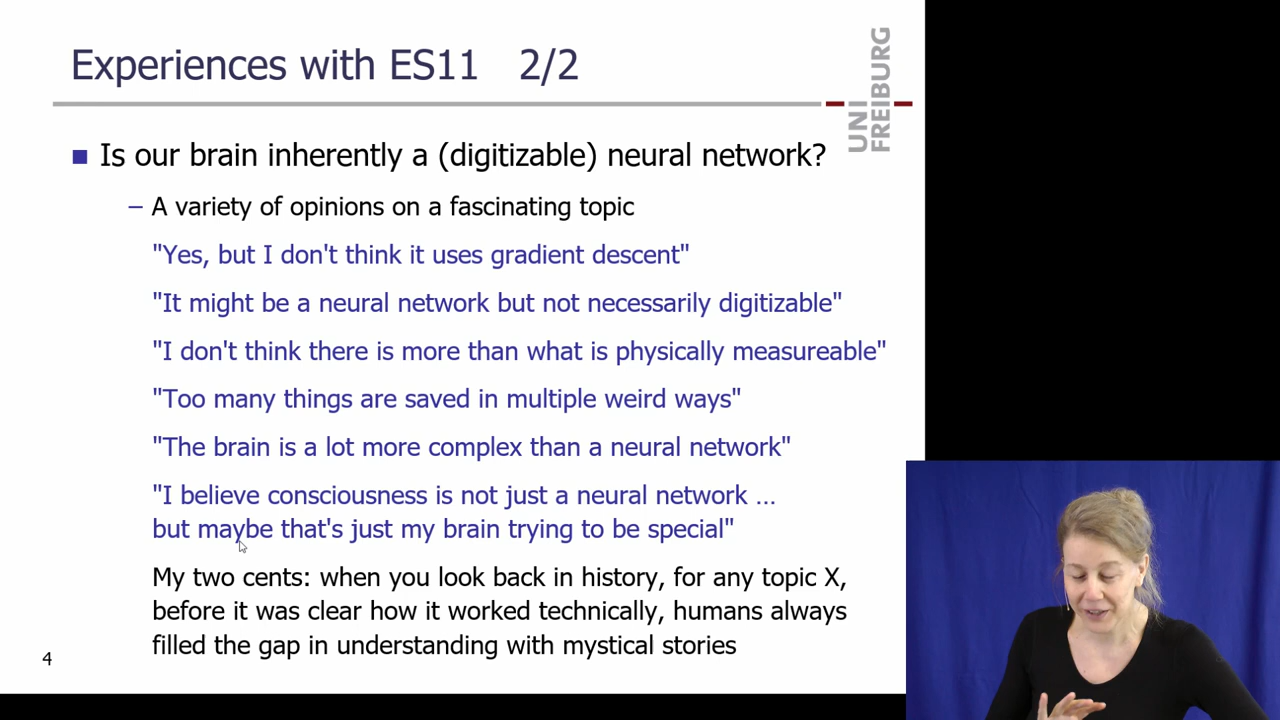 Experiences with ES11 2/2
UNI
FREIBURG
■ Is our brain inherently a (digitizable) neural network?
– A variety of opinions on a fascinating topic
"Yes, but I don't think it uses gradient descent"
"It might be a neural network but not necessarily digitizable"
"I don't think there is more than what is physically measureable"
"Too many things are saved in multiple weird ways"
"The brain is a lot more complex than a neural network"
"I believe consciousness is not just a neural network ...
but maybe that's just my brain trying to be special"
My two cents: when you look back in history, for any topic X,
before it was clear how it worked technically, humans always
filled the gap in understanding with mystical stories
4